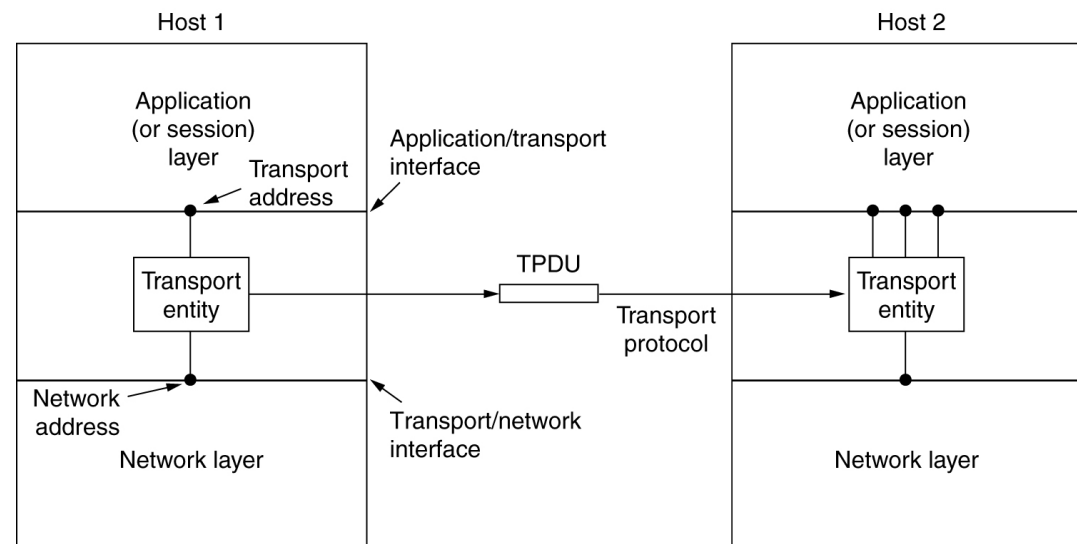 Host 1
Host 2
Application
(or session)
layer
Transport
address
Application/transport
interface
Application
(or session)
layer
Transport
entity
TPDU
Transport
protocol
Transport
entity
Network
address
Transport/network
interface
Network layer
Network layer